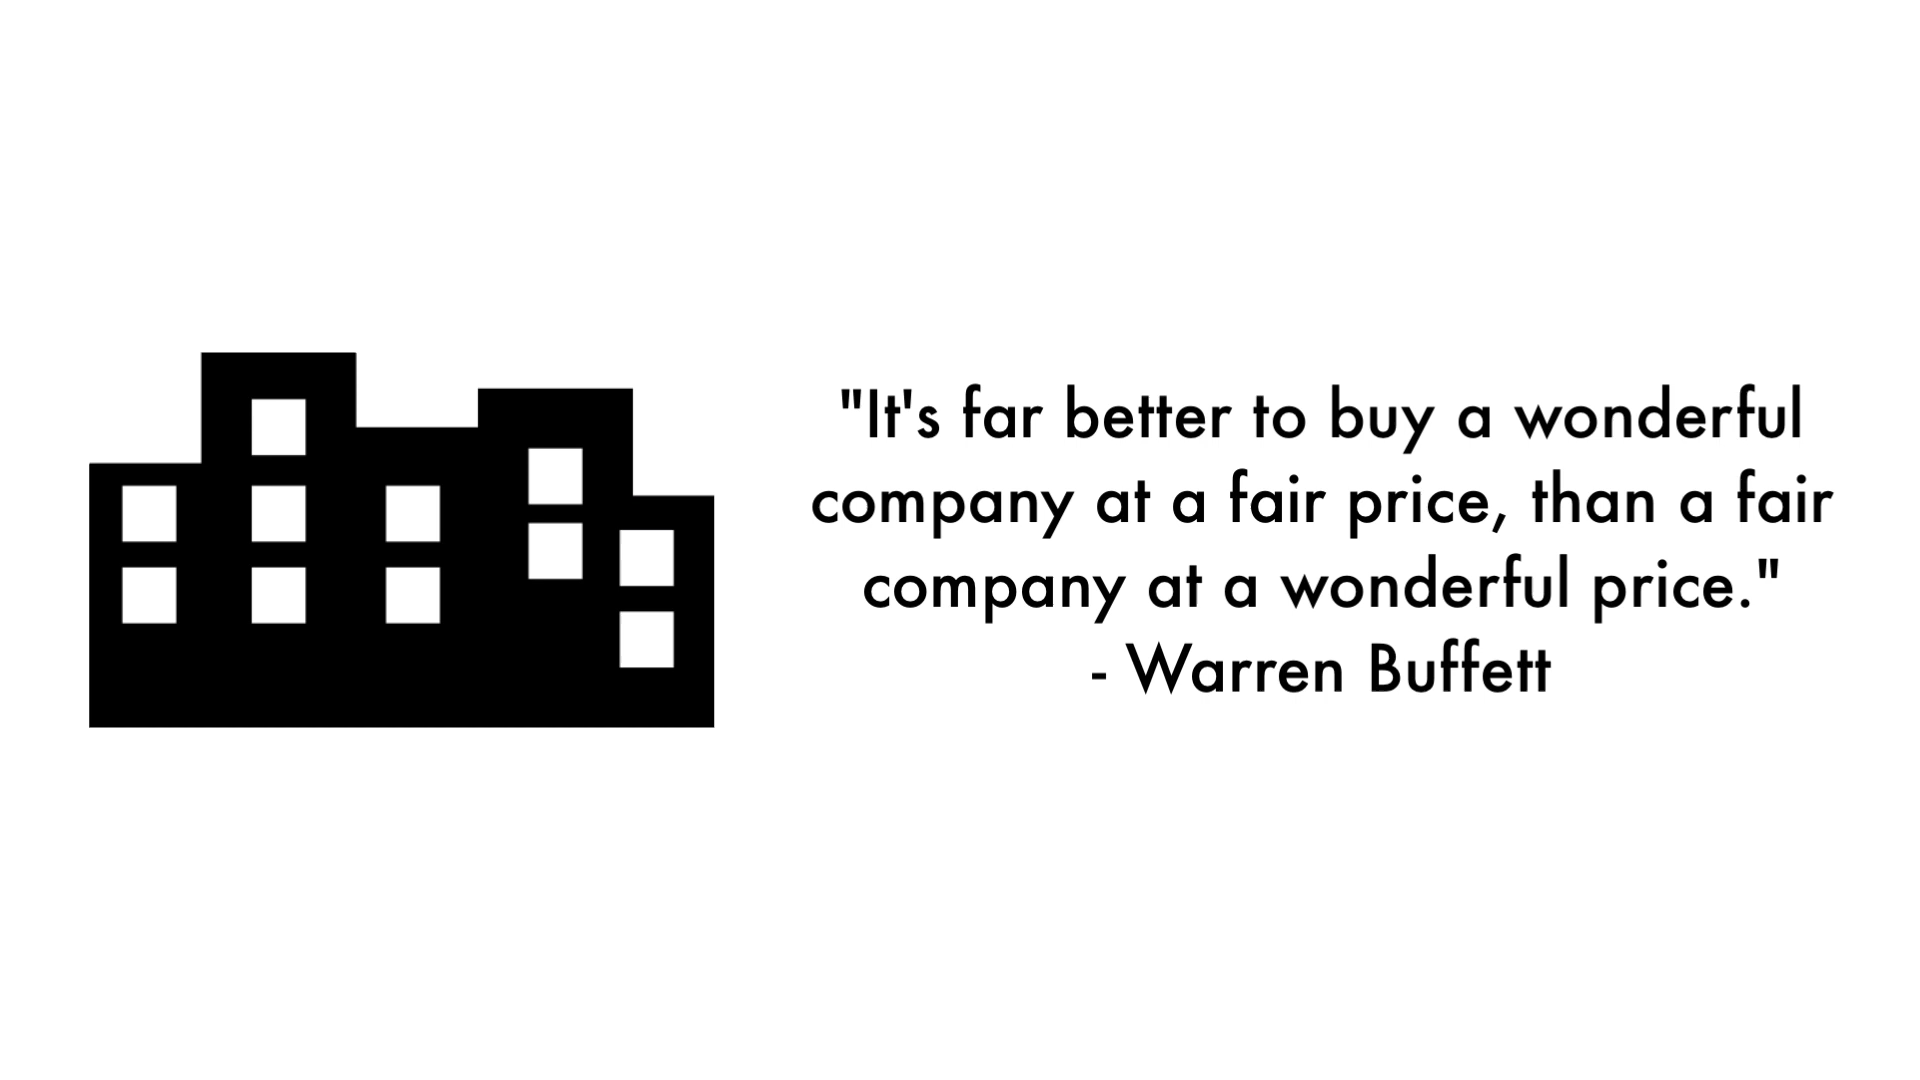 "It's far better to buy a wonderful
company at a fair price, than a fair
company at a wonderful price."
- Warren Buffett